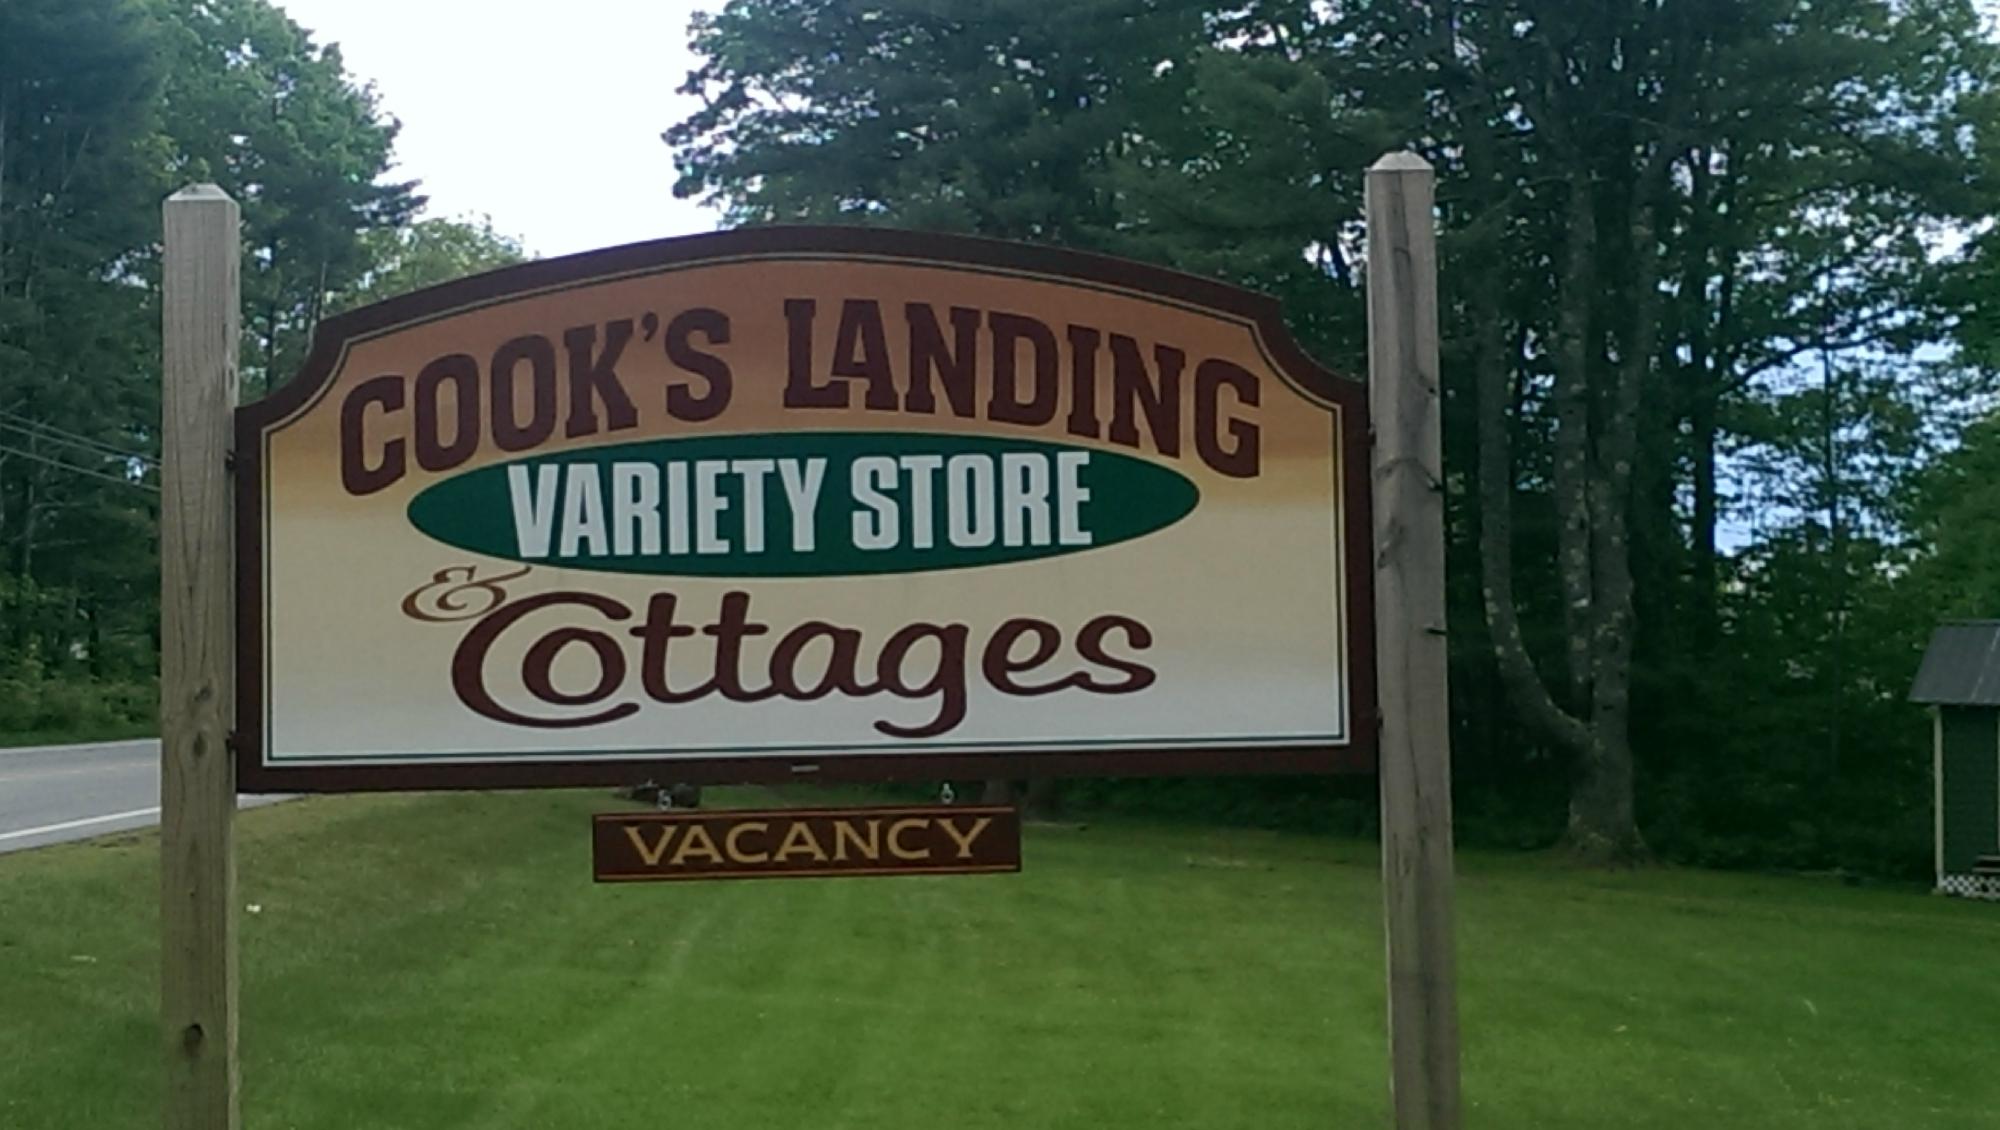 COOK'S LANDING
VARIETY STORE
& Cottages
VACANCY